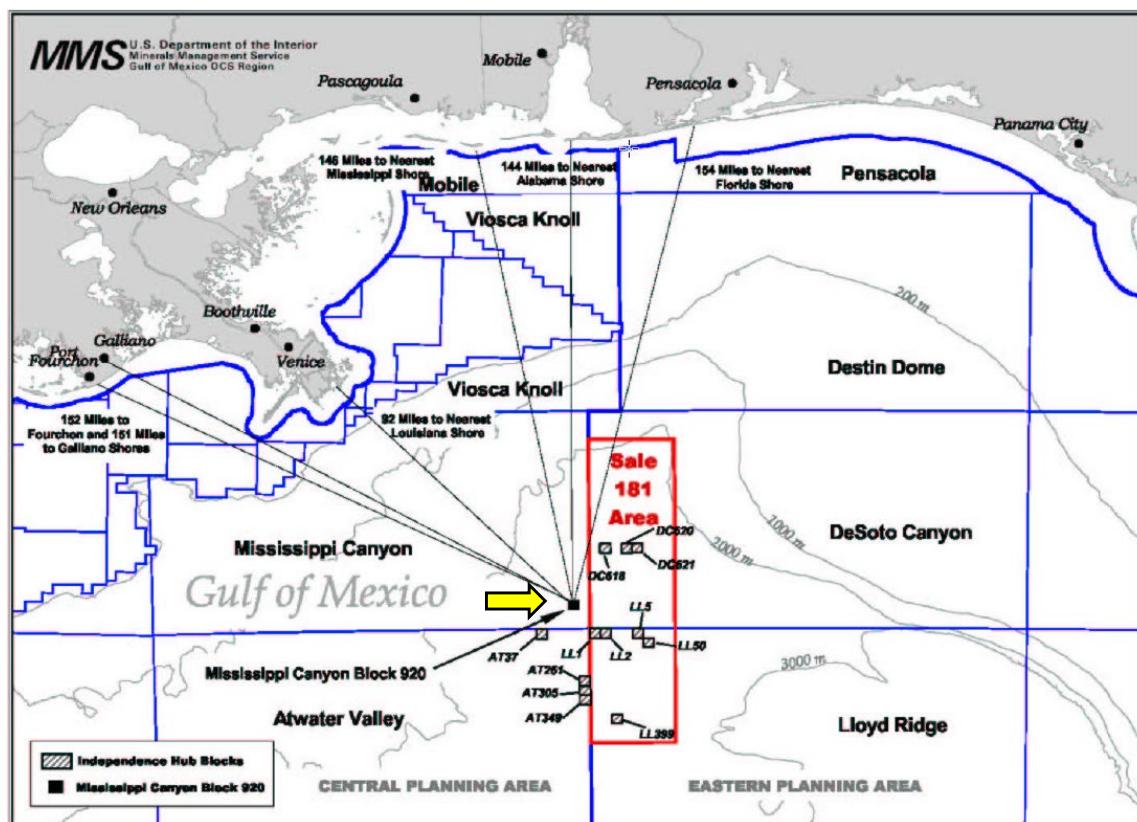 MMS
U.S. Department of the Interior
Minerals Management Service
Gulf of Mexico OCS Region
Mobile
Pascagoula
Pensacola
Panama City
146 Miles to Nearest
Mississippi Shore
144 Miles to Nearest
Alabama Shore
154 Miles to Nearest
Florida Shore
Pensacola
Mobile
New Orleans
Viosca Knoll
200 m
Boothville
Galliano
Port
Fourchon
Venice
Destin Dome
Viosca Knoll
152 Miles to
Fourchon and 151 Miles
to Galliano Shores
92 Miles to Nearest
Louisiana Shore
Sale
181
Area
1000 m
2000 m
DC620
DeSoto Canyon
Mississippi Canyon
DC618
DC621
Gulf of Mexico
LL5
AT37
LL1
LL2
LL50
3000 m
Mississippi Canyon Block 920
AT261
AT305
AT349
Atwater Valley
LL399
Lloyd Ridge
Independence Hub Blocks
Mississippi Canyon Block 920
CENTRAL PLANNING AREA
EASTERN PLANNING AREA